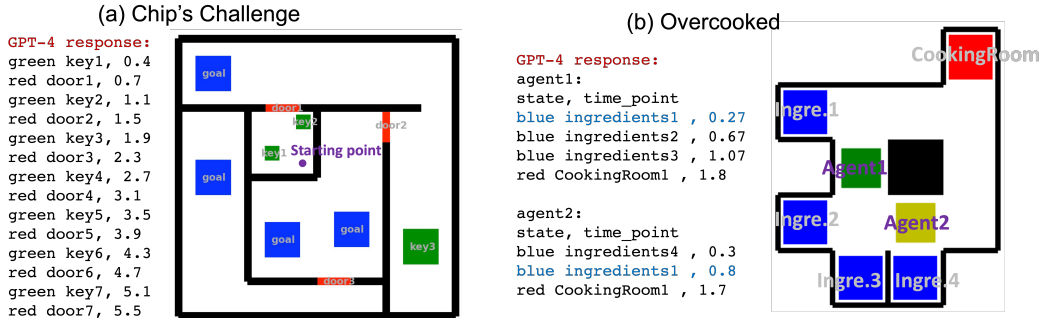 (a) Chip's Challenge
GPT-4 response:
green key1, 0.4
red door1, 0.7
green key2, 1.1
red door2, 1.5
green key3, 1.9
red door3, 2.3
green key4, 2.7
red door4, 3.1
green key5, 3.5
red door5, 3.9
green key6, 4.3
red door6, 4.7
green key7, 5.1
red door7, 5.5
goal
door1
key2
door2
key1
Starting point
goal
goal
goal
key3
door3
(b) Overcooked
GPT-4 response:
agent1:
state, time_point
blue ingredients1 , 0.27
blue ingredients2 , 0.67
blue ingredients3 , 1.07
red CookingRoom1 , 1.8
agent2:
state, time_point
blue ingredients4 , 0.3
blue ingredients1 , 0.8
red CookingRoom1 , 1.7
CookingRoom
Ingre.1
Agent1
Ingre.2
Agent2
Ingre.3
Ingre.4